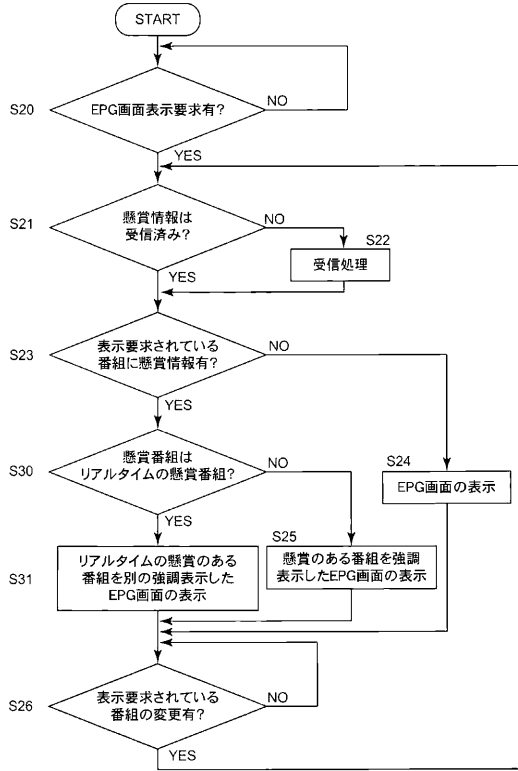 START
S20
EPG画面表示要求有?
NO
YES
S21
懸賞情報は
受信済み?
NO
S22
受信処理
YES
S23
表示要求されている
番組に懸賞情報有?
NO
YES
懸賞番組は
リアルタイムの懸賞番組?
S30
NO
S24
EPG画面の表示
YES
S25
S31
リアルタイムの懸賞のある
番組を別の強調表示した
EPG画面の表示
懸賞のある番組を強調
表示したEPG画面の表示
S26
表示要求されている
番組の変更有?
NO
YES